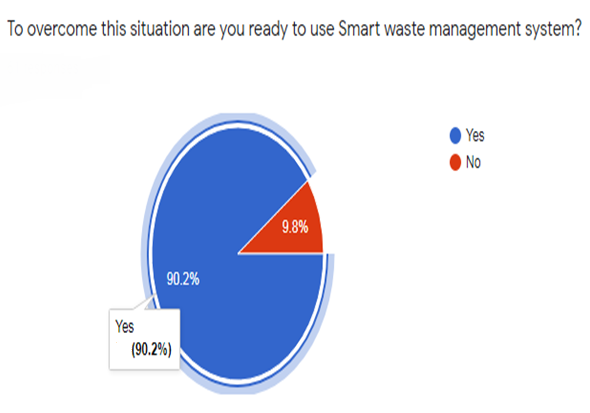 To overcome this situation are you ready to use Smart waste management system?
Yes
No
9.8%
90.2%
Yes
(90.2%)